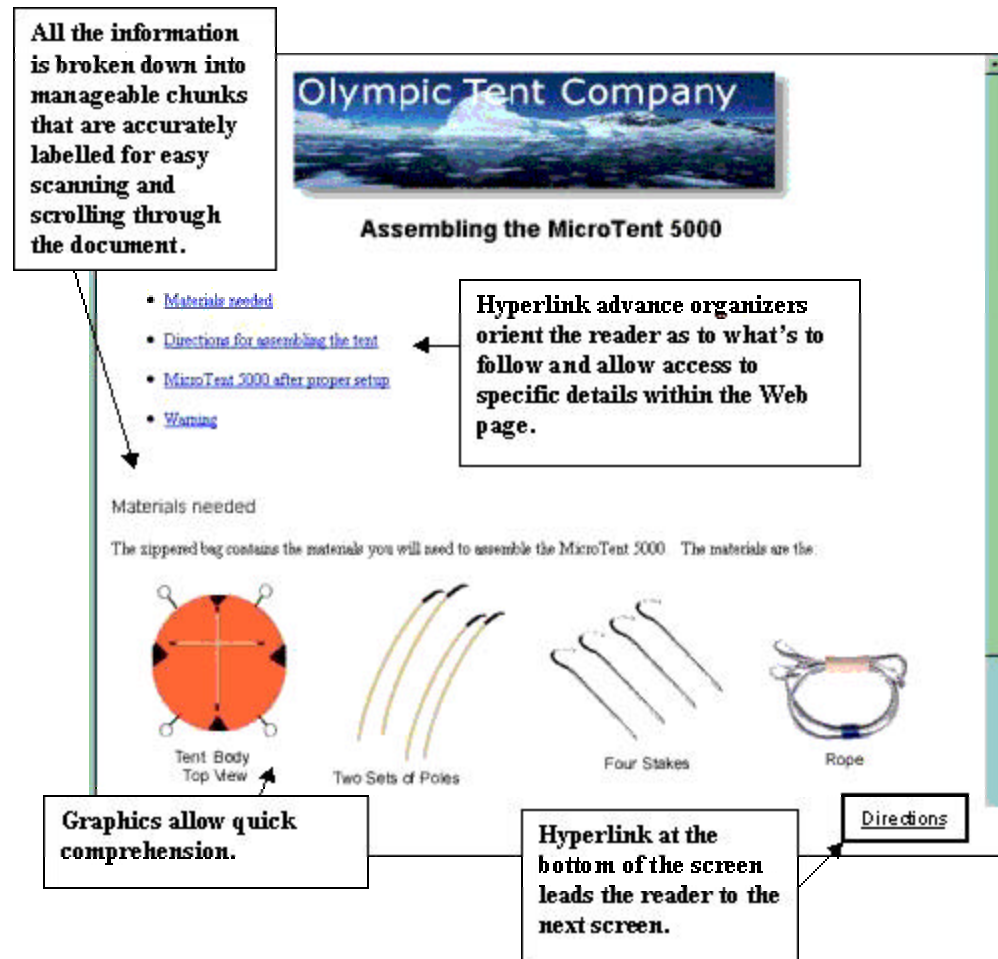 All the information
is broken down into
manageable chunks
that are accurately
labelled for easy
scanning and
scrolling through
the document.
Olympic Tent Company
Assembling the MicroTent 5000
• Materials needed
• Directions for assembling the tent
• MicroTent 5000 after proper setup
• Warning
Hyperlink advance organizers
orient the reader as to what's to
follow and allow access to
specific details within the Web
page.
Materials needed
The zippered bag contains the materials you will need to assemble the MicroTent 5000. The materials are the:
Tent Body
Top View
Two Sets of Poles
Four Stakes
Rope
Graphics allow quick
comprehension.
Hyperlink at the
bottom of the screen
leads the reader to the
next screen.
Directions